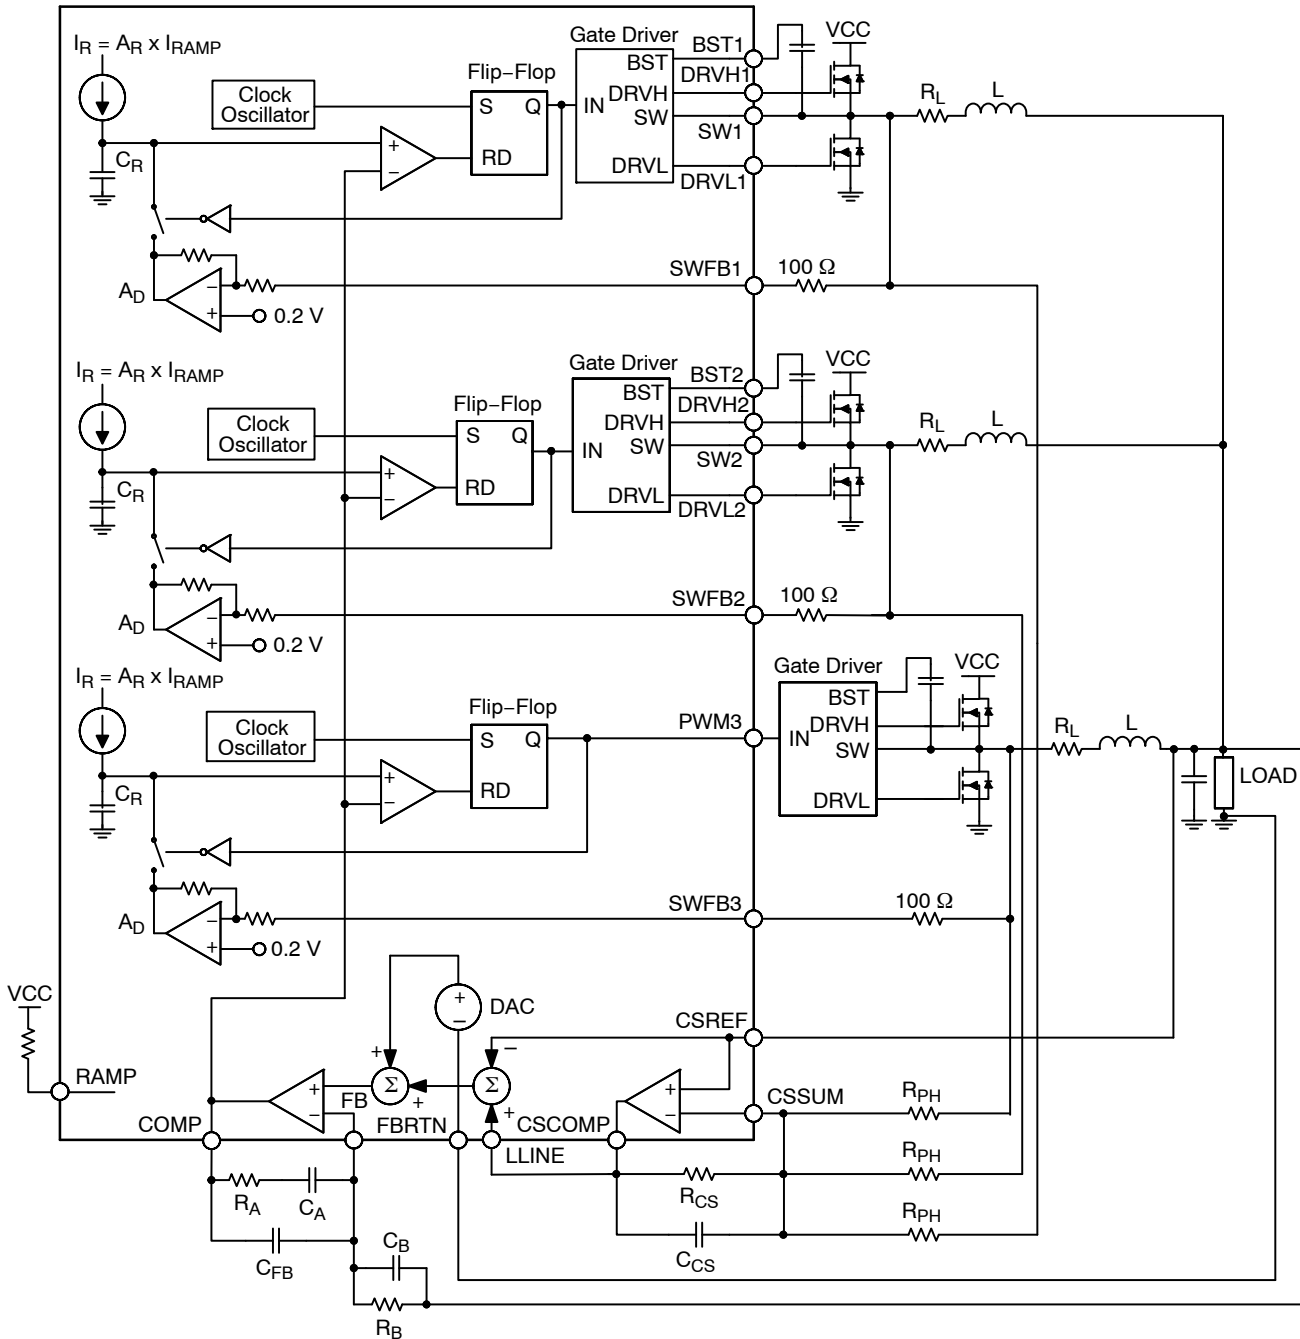 I_R = A_R x I_RAMP
Clock
Oscillator
Flip–Flop
S
Q
RD
Gate Driver
BST
IN
DRVH
SW
DRVL
BST1
DRVH1
SW1
DRVL1
VCC
R_L
L
C_R
+
–
A_D
–
+
0.2 V
SWFB1
100 Ω
I_R = A_R x I_RAMP
Clock
Oscillator
Flip–Flop
S
Q
RD
Gate Driver
BST
DRVH
IN
SW
DRVL
BST2
DRVH2
SW2
DRVL2
VCC
R_L
L
C_R
+
–
A_D
–
+
0.2 V
SWFB2
100 Ω
I_R = A_R x I_RAMP
Clock
Oscillator
Flip–Flop
S
Q
RD
PWM3
Gate Driver
BST
DRVH
IN
SW
DRVL
VCC
R_L
L
LOAD
C_R
+
–
A_D
–
+
0.2 V
SWFB3
100 Ω
VCC
RAMP
+
–
DAC
CSREF
+
Σ
+
–
Σ
+
+
–
FB
+
–
CSSUM
R_PH
COMP
FBRTN
LLINE
CSCOMP
R_PH
R_A
C_A
R_CS
R_PH
C_FB
C_B
C_CS
R_B